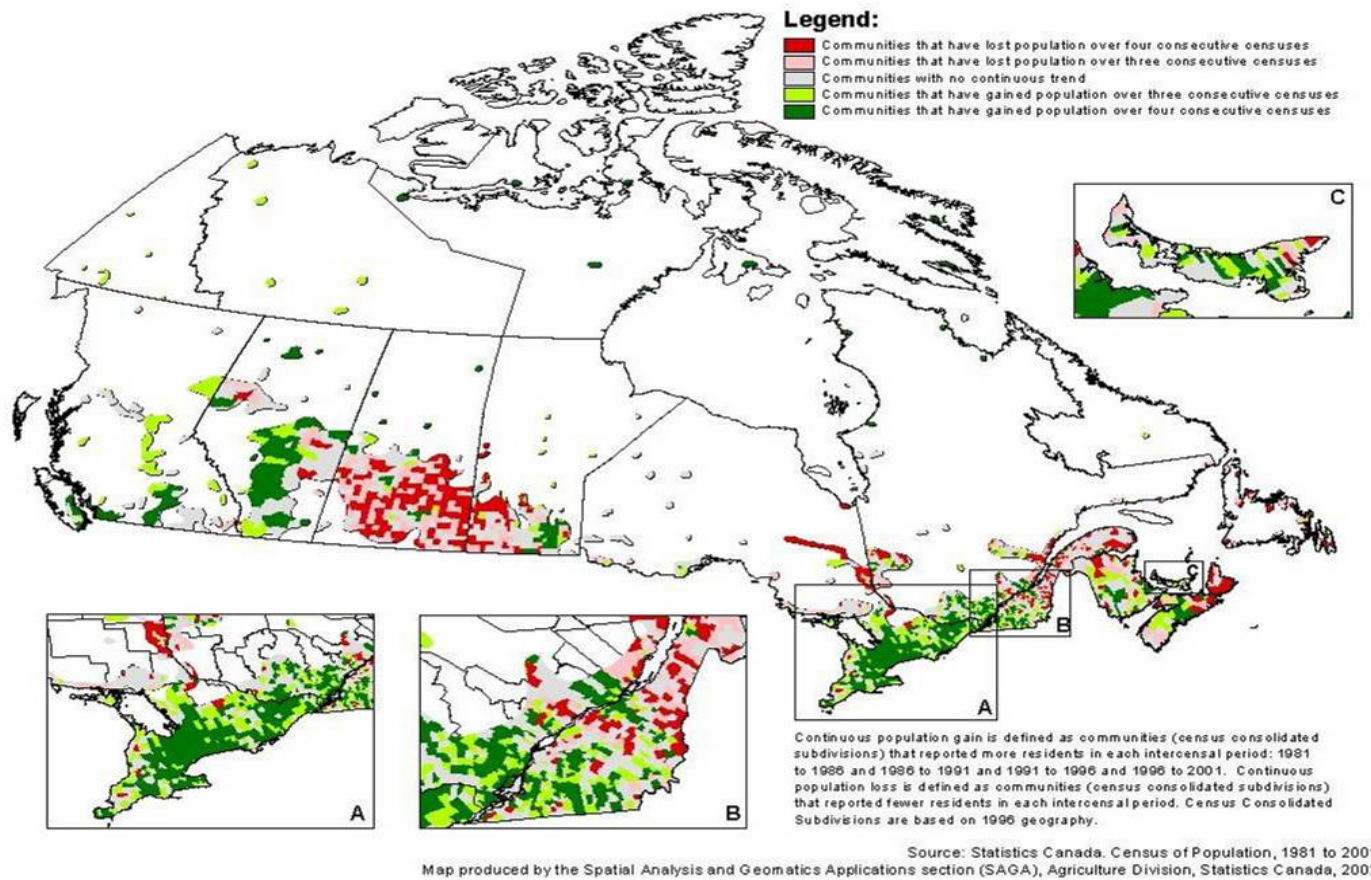 Legend:
Communities that have lost population over four consecutive censuses
Communities that have lost population over three consecutive censuses
Communities with no continuous trend
Communities that have gained population over three consecutive censuses
Communities that have gained population over four consecutive censuses
C
C
B
A
A
B
Continuous population gain is defined as communities (census consolidated
subdivisions) that reported more residents in each intercensal period: 1981
to 1986 and 1986 to 1991 and 1991 to 1996 and 1996 to 2001. Continuous
population loss is defined as communities (census consolidated subdivisions)
that reported fewer residents in each intercensal period. Census Consolidated
Subdivisions are based on 1996 geography.
Source: Statistics Canada. Census of Population, 1981 to 200
Map produced by the Spatial Analysis and Geomatics Applications section (SAGA), Agriculture Division, Statistics Canada, 200